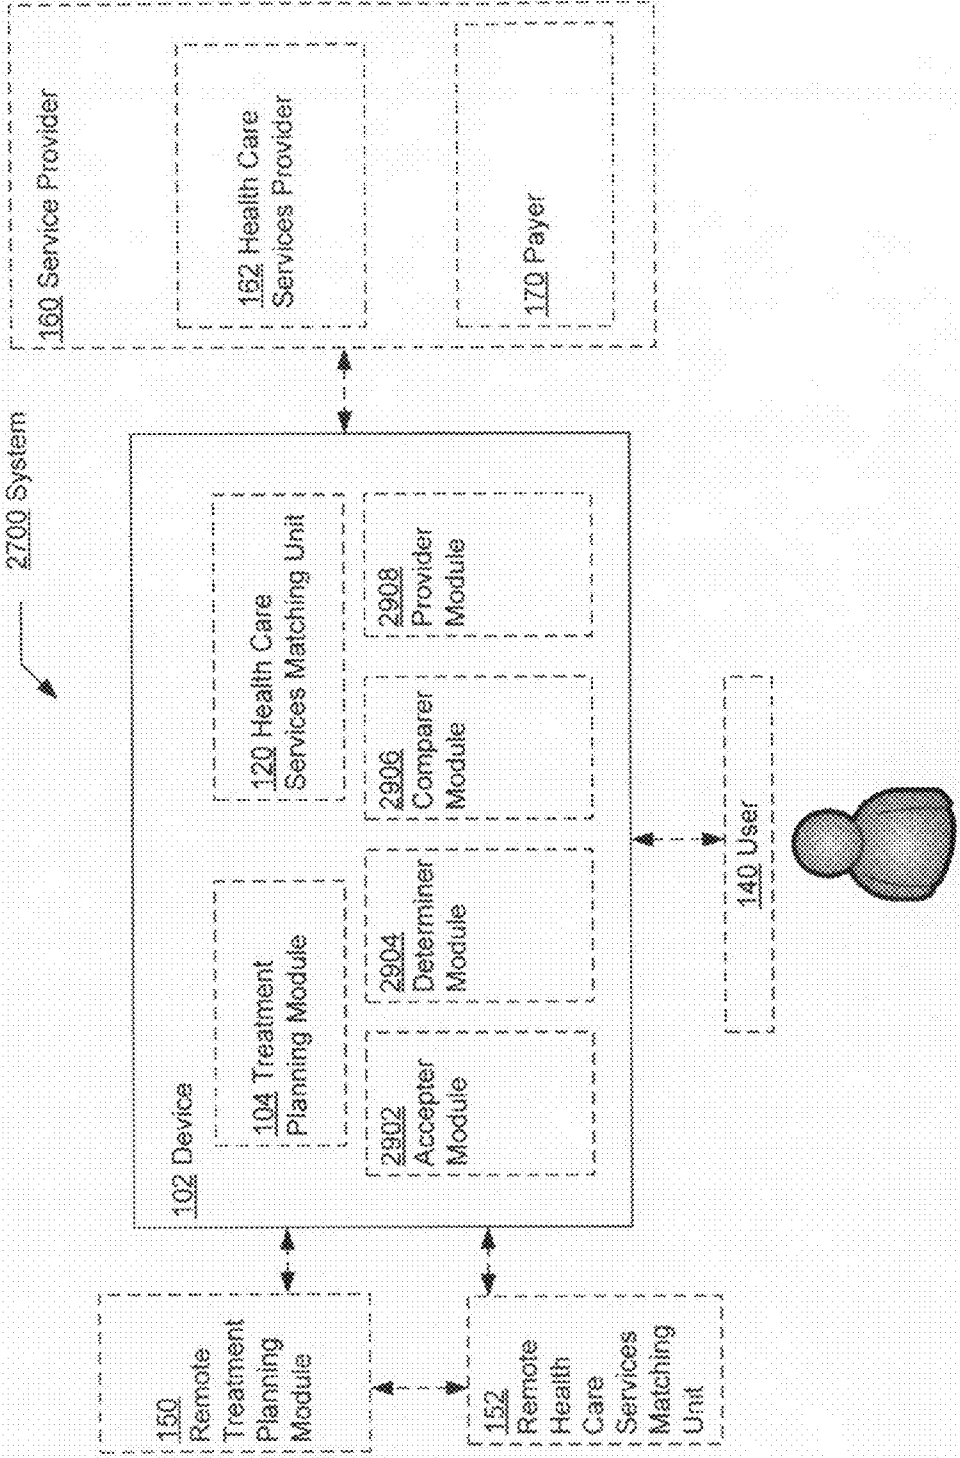 2700 System
102 Device
104 Treatment
Planning Module
120 Health Care
Services Matching Unit
2902
Accepter
Module
2904
Determiner
Module
2906
Comparer
Module
2908
Provider
Module
150
Remote
Treatment
Planning
Module
152
Remote
Health
Care
Services
Matching
Unit
160 Service Provider
162 Health Care
Services Provider
170 Payer
140 User